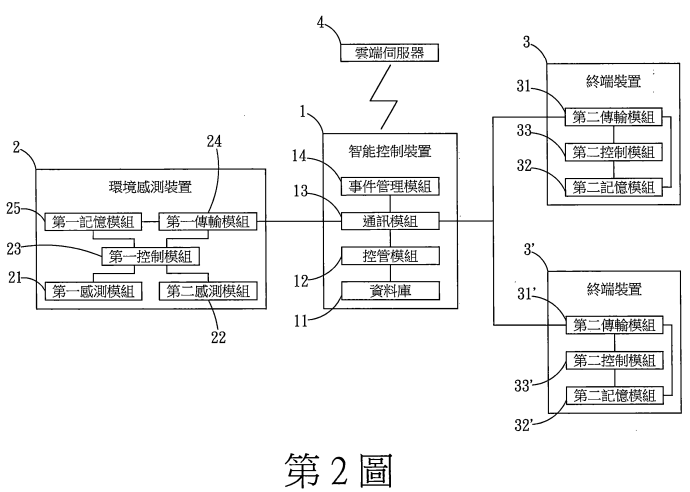 4
雲端伺服器
1
智能控制裝置
14
事件管理模組
13
通訊模組
12
控管模組
11
資料庫
2
環境感測裝置
24
25
第一記憶模組
第一傳輸模組
23
第一控制模組
21
第一感測模組
第二感測模組
22
3
終端裝置
31
第二傳輸模組
33
第二控制模組
32
第二記憶模組
3'
終端裝置
31'
第二傳輸模組
第二控制模組
33'
第二記憶模組
32'
第2圖